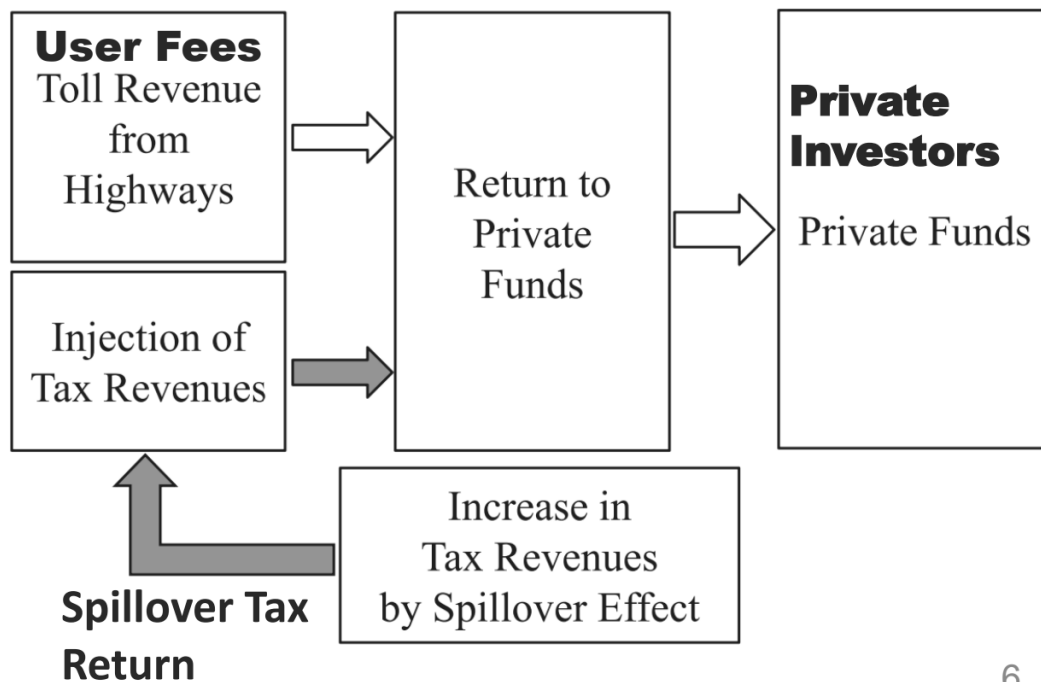 User Fees
Toll Revenue
from
Highways
Injection of
Tax Revenues
Return to
Private
Funds
Private
Investors
Private Funds
Increase in
Tax Revenues
by Spillover Effect
Spillover Tax
Return
6